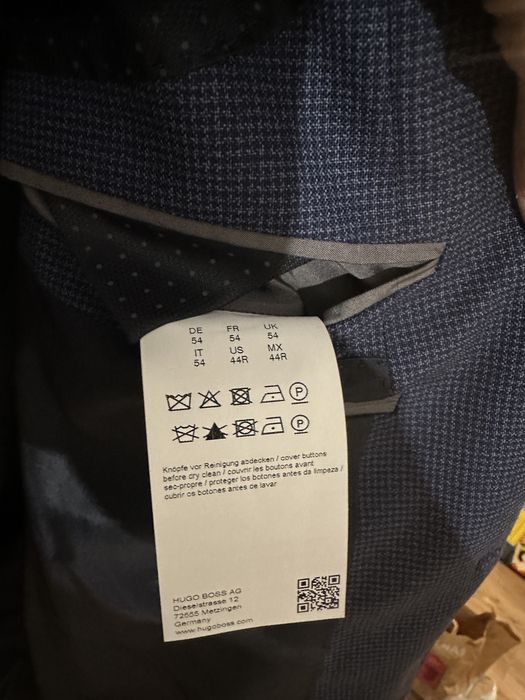 DE FR UK
54 54 54
IT US MX
54 44R 44R
P
P
Knöpfe vor Reinigung abdecken / cover buttons
before dry clean / couvrir les boutons avant
sec-propre / proteger los botones antes da limpeza /
cubrir os botones antes de lavar
HUGO BOSS AG
Dieselstrasse 12
72555 Metzingen
Germany
www.hugoboss.com